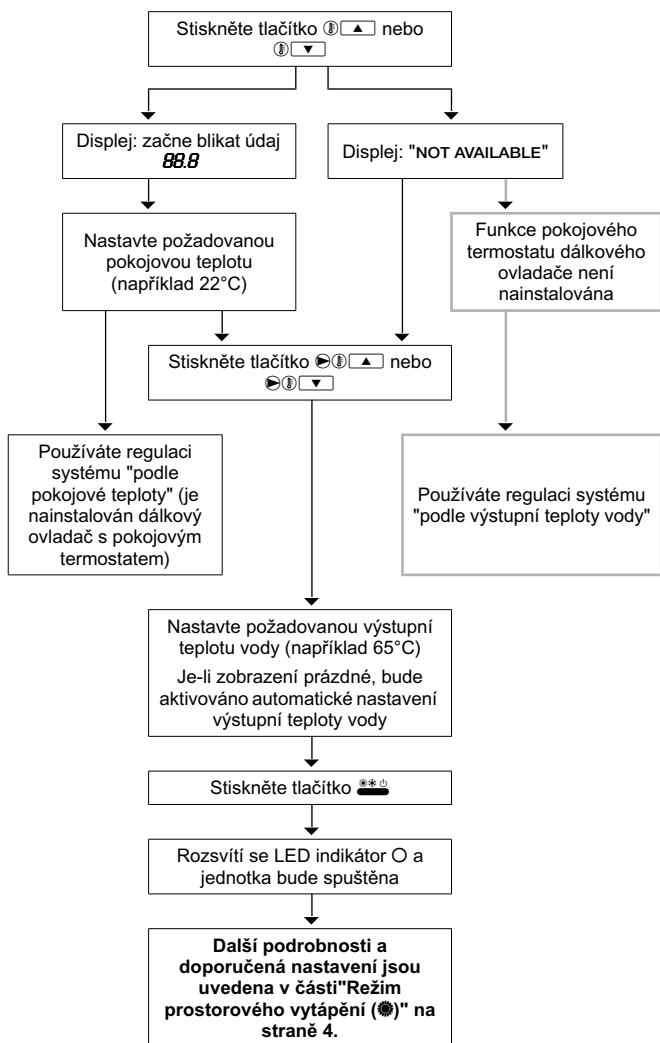 Stiskněte tlačítko ▲ nebo
▼
Displej: začne blikat údaj
88.8
Displej: "NOT AVAILABLE"
Nastavte požadovanou
pokojovou teplotu
(například 22°C)
Funkce pokojového
termostatu dálkového
ovladače není
nainstalována
Stiskněte tlačítko ▲ nebo
▼
Používáte regulaci
systému "podle
pokojové teploty" (je
nainstalován dálkový
ovladač s pokojovým
termostatem)
Používáte regulaci systému
"podle výstupní teploty vody"
Nastavte požadovanou výstupní
teplotu vody (například 65°C)
Je-li zobrazení prázdné, bude
aktivováno automatické nastavení
výstupní teploty vody
Stiskněte tlačítko
Rozsvítí se LED indikátor O a
jednotka bude spuštěna
Další podrobnosti a
doporučená nastavení jsou
uvedena v části"Režim
prostorového vytápění (☀)" na
straně 4.